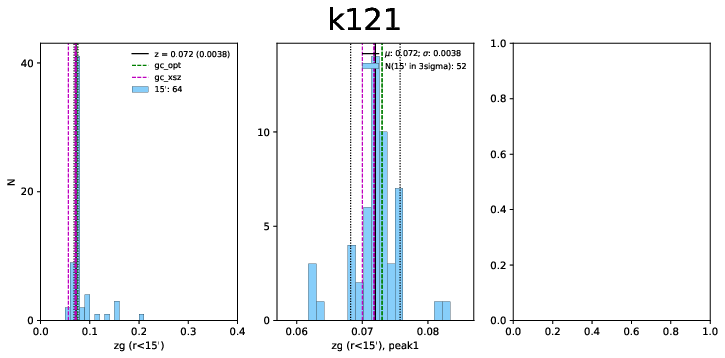 k121
z = 0.072 (0.0038)
gc_opt
gc_xsz
15': 64
N
40
20
0
0.0 0.1 0.2 0.3 0.4
zg (r<15')
μ: 0.072; σ: 0.0038
N(15' in 3sigma): 52
10
5
0
0.06 0.07 0.08
zg (r<15'), peak1
1.0
0.8
0.6
0.4
0.2
0.0
0.0 0.2 0.4 0.6 0.8 1.0